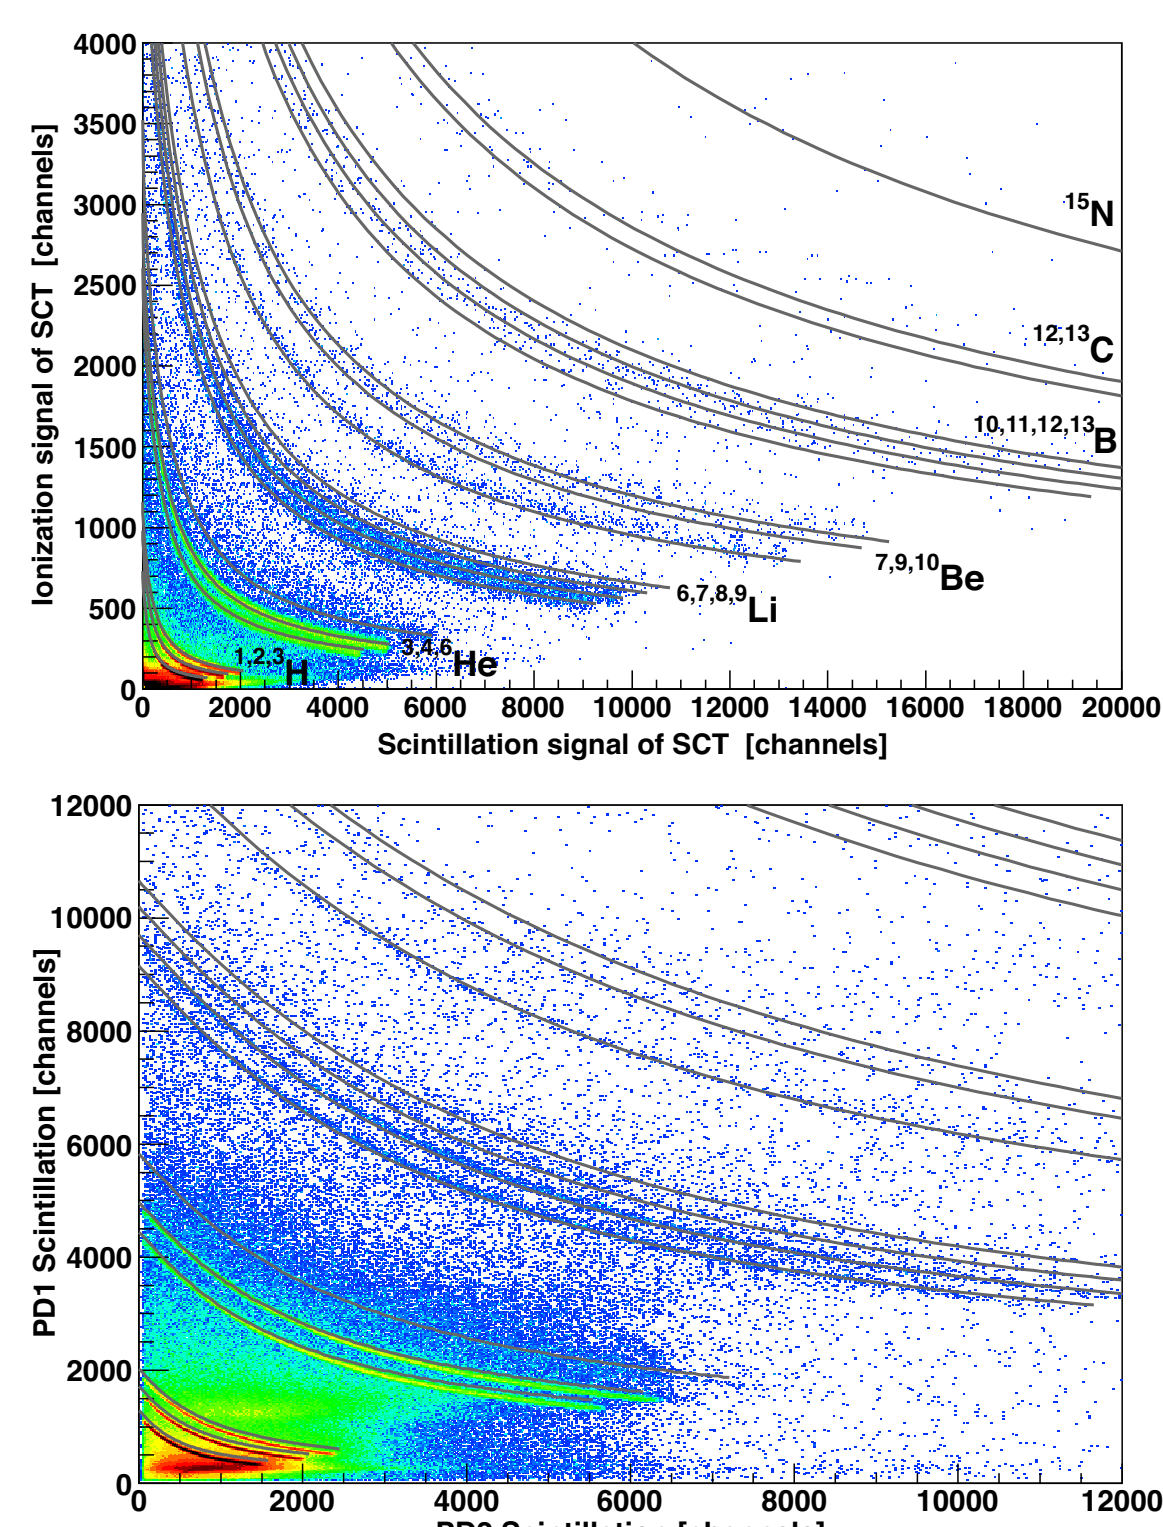 4000
3500
3000
2500
2000
1500
1000
500
0
Ionization signal of SCT [channels]
15N
12,13C
10,11,12,13B
7,9,10Be
6,7,8,9Li
3,4,6He
1,2,3H
0 2000 4000 6000 8000 10000 12000 14000 16000 18000 20000
Scintillation signal of SCT [channels]
12000
10000
8000
6000
4000
2000
0
PD1 Scintillation [channels]
0 2000 4000 6000 8000 10000 12000
Scintillation [channels]